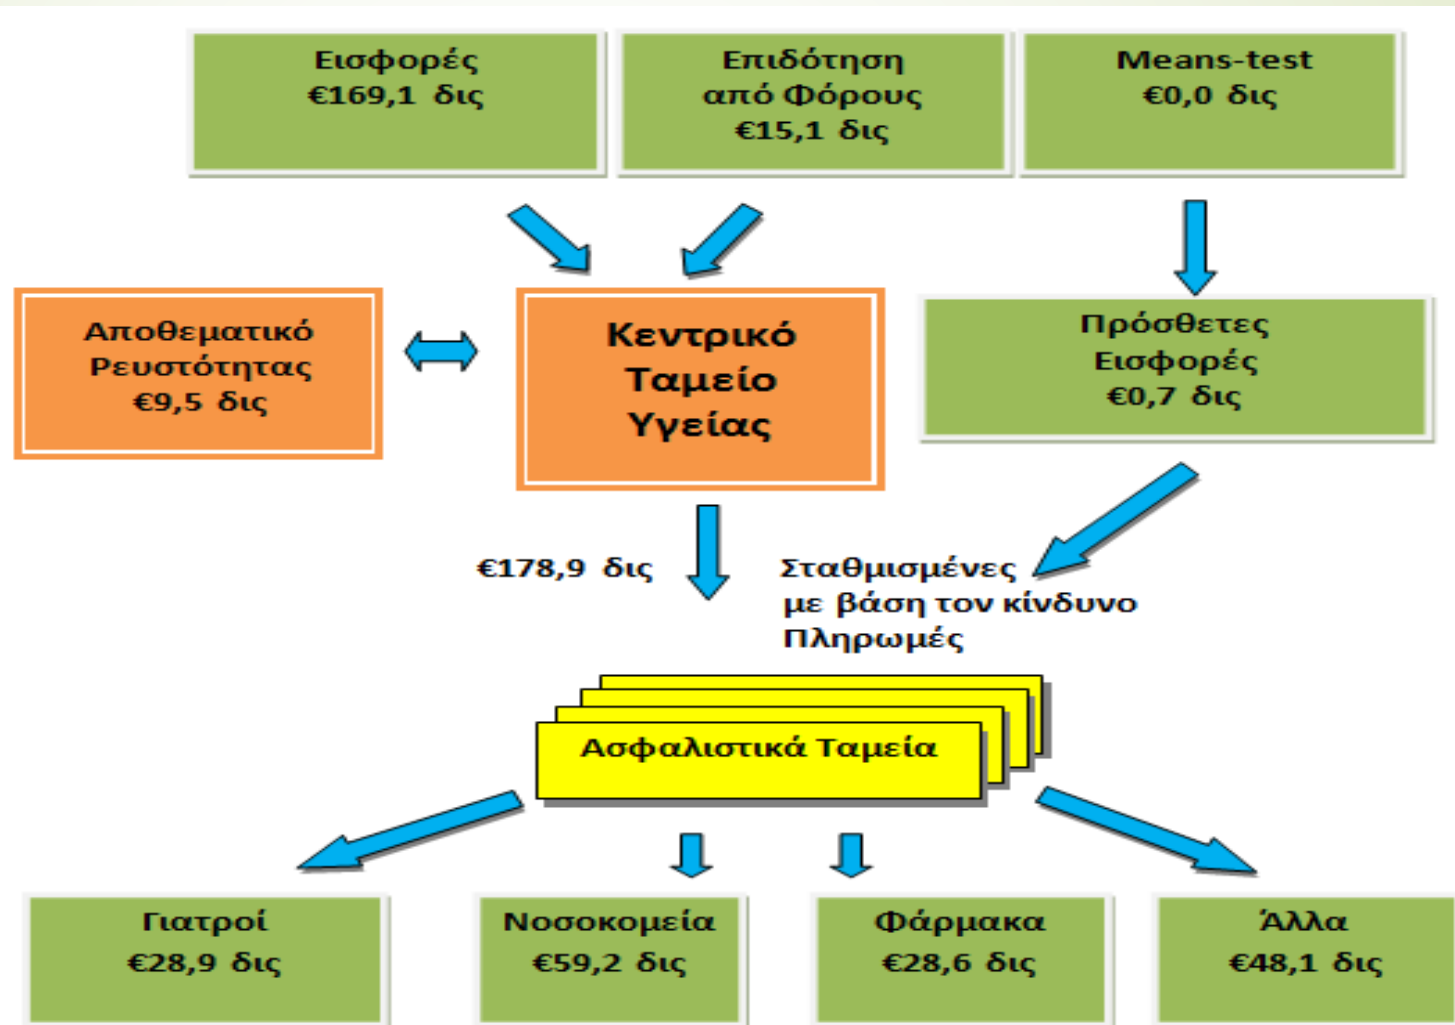 Εισφορές
€169,1 δις
Επιδότηση
από Φόρους
€15,1 δις
Means-test
€0,0 δις
Αποθεματικό
Ρευστότητας
€9,5 δις
Κεντρικό
Ταμείο
Υγείας
Πρόσθετες
Εισφορές
€0,7 δις
€178,9 δις
Σταθμισμένες
με βάση τον κίνδυνο
Πληρωμές
Ασφαλιστικά Ταμεία
Γιατροί
€28,9 δις
Νοσοκομεία
€59,2 δις
Φάρμακα
€28,6 δις
Άλλα
€48,1 δις